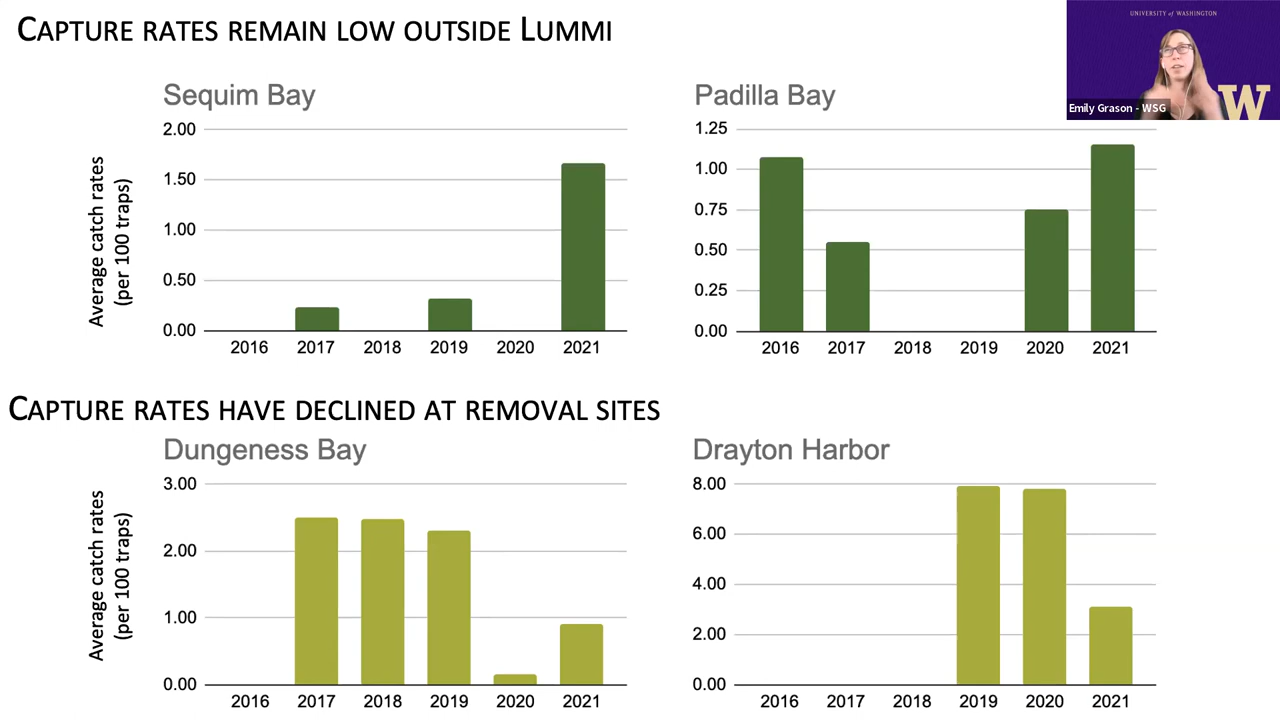 CAPTURE RATES REMAIN LOW OUTSIDE LUMMI
UNIVERSITY of WASHINGTON
Emily Grason - WSG
W
Sequim Bay
Average catch rates
(per 100 traps)
2.00
1.50
1.00
0.50
0.00
2016 2017 2018 2019 2020 2021
Padilla Bay
1.25
1.00
0.75
0.50
0.25
0.00
2016 2017 2018 2019 2020 2021
CAPTURE RATES HAVE DECLINED AT REMOVAL SITES
Dungeness Bay
Average catch rates
(per 100 traps)
3.00
2.00
1.00
0.00
2016 2017 2018 2019 2020 2021
Drayton Harbor
8.00
6.00
4.00
2.00
0.00
2016 2017 2018 2019 2020 2021